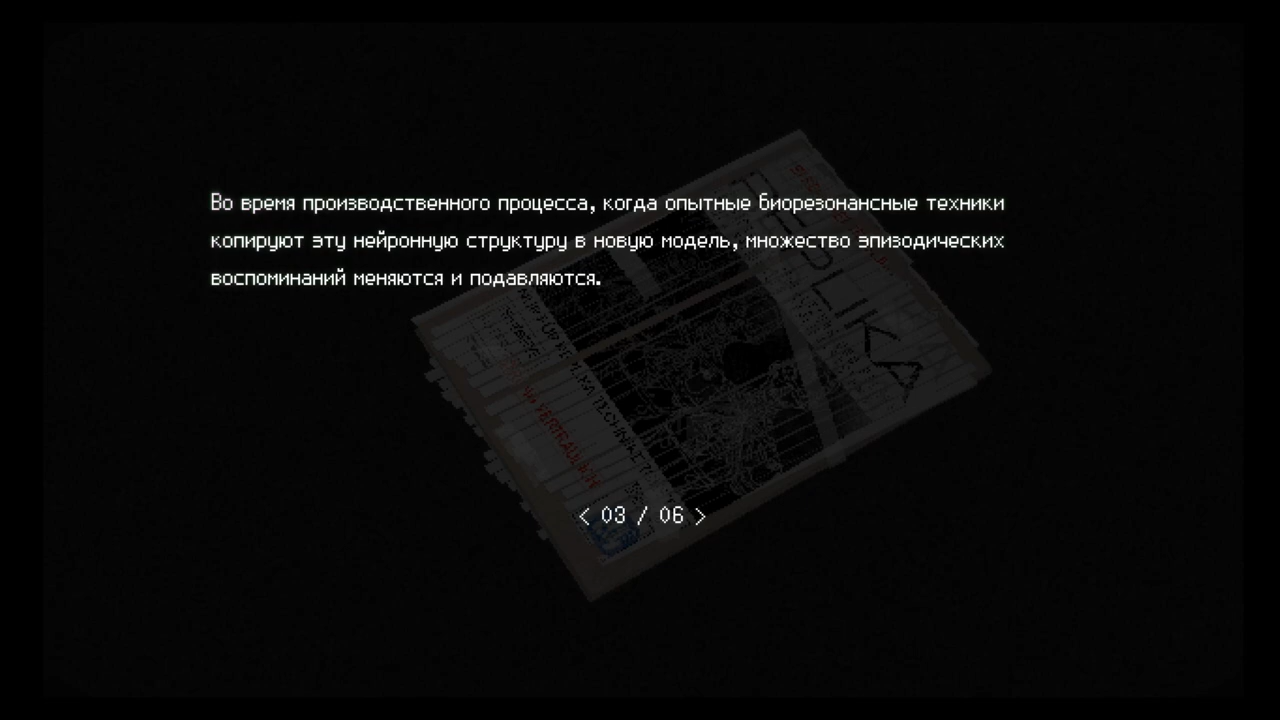 Во время производственного процесса, когда опытные биорезонансные техники
копируют эту нейронную структуру в новую модель, множество эпизодических
воспоминаний меняются и подавляются.
REPLIKA
< 03 / 06 >